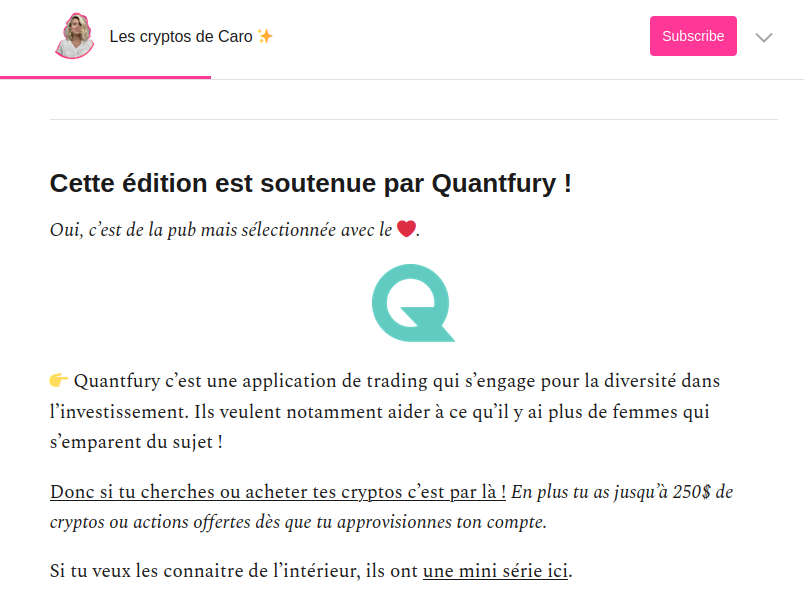 Les cryptos de Caro ✨
Subscribe
Cette édition est soutenue par Quantfury !
Oui, c’est de la pub mais sélectionnée avec le ❤️.
👉 Quantfury c’est une application de trading qui s’engage pour la diversité dans
l’investissement. Ils veulent notamment aider à ce qu’il y ai plus de femmes qui
s’emparent du sujet !
Donc si tu cherches ou acheter tes cryptos c’est par là ! En plus tu as jusqu’à 250$ de
cryptos ou actions offertes dès que tu approvisionnes ton compte.
Si tu veux les connaitre de l’intérieur, ils ont une mini série ici.